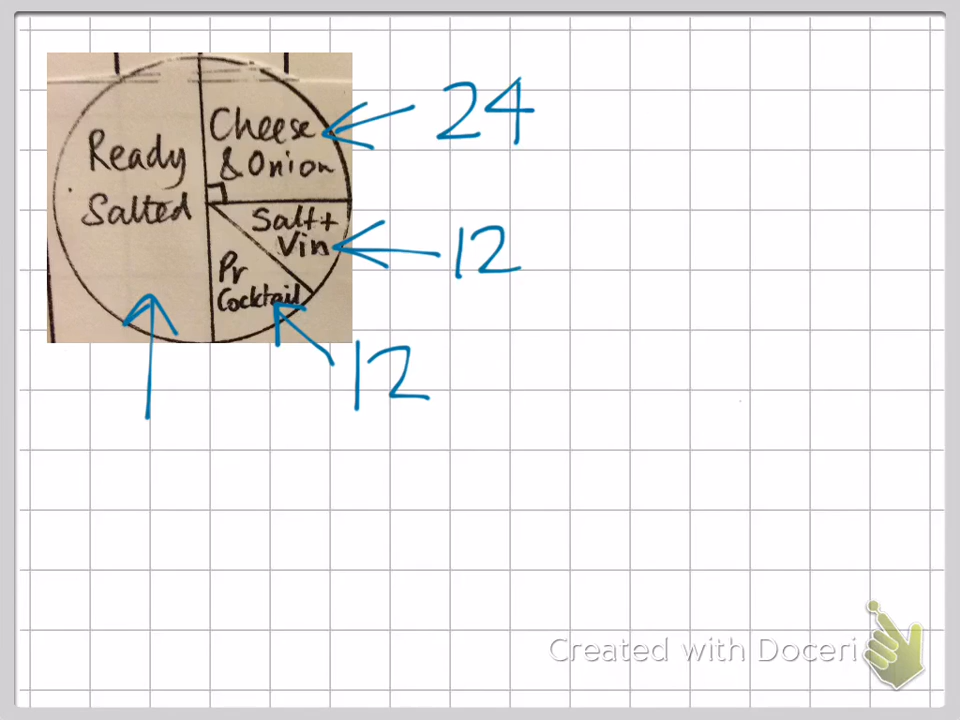 Ready
Salted
Cheese
& Onion
Salt +
Vin
Pr
Cocktail
24
12
12
Created with Doceri